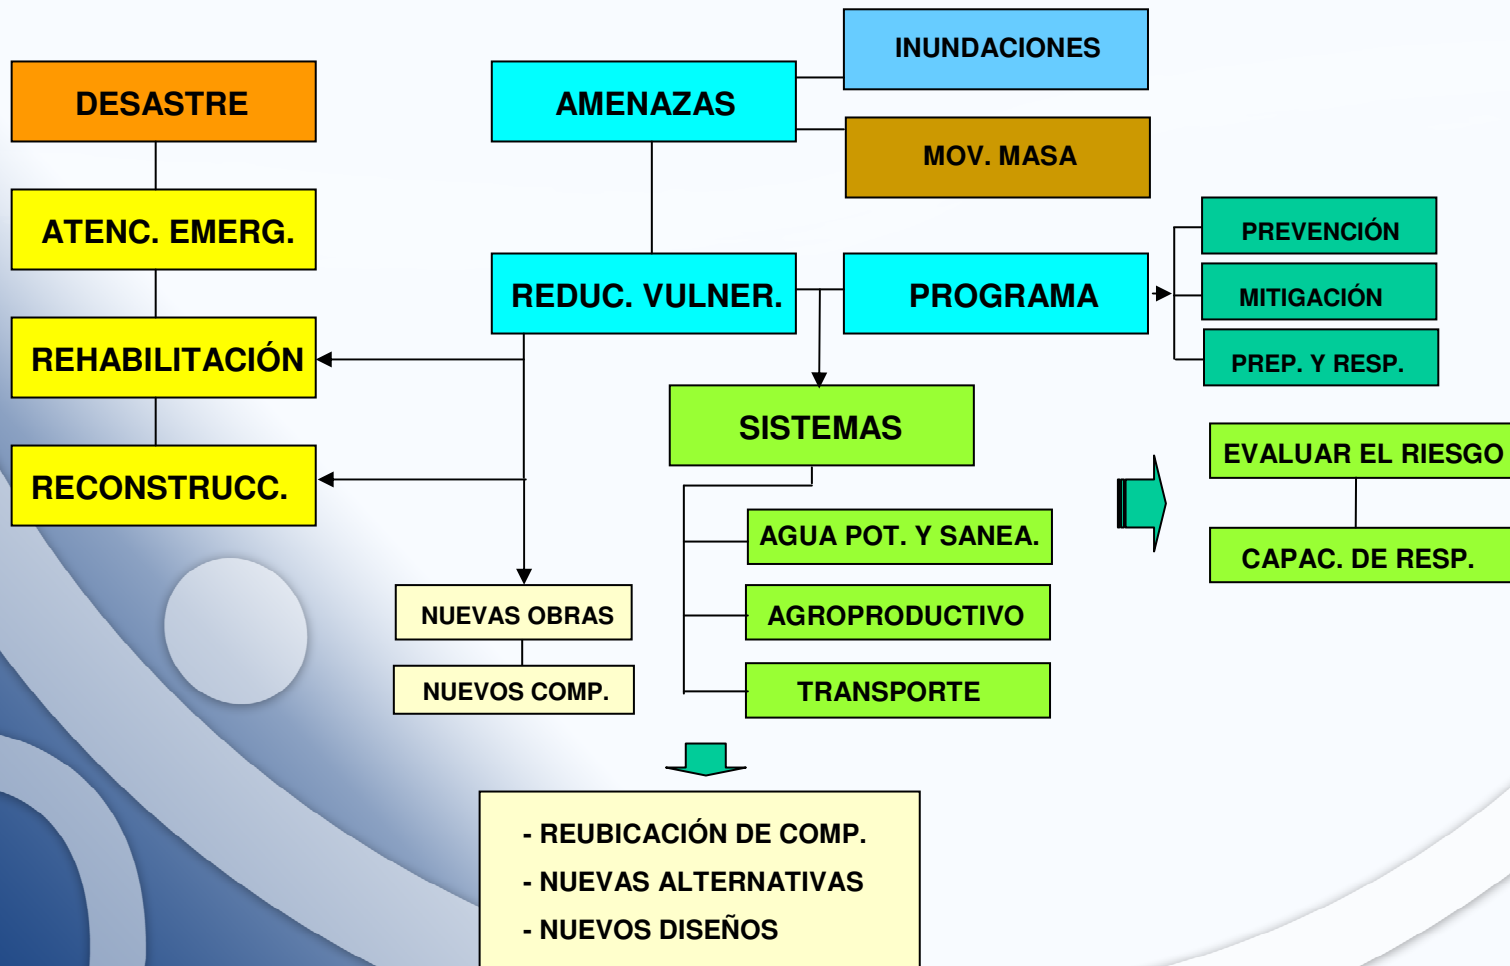 DESASTRE
ATENC. EMERG.
REHABILITACIÓN
RECONSTRUCC.
AMENAZAS
INUNDACIONES
MOV. MASA
REDUC. VULNER.
PROGRAMA
PREVENCIÓN
MITIGACIÓN
PREP. Y RESP.
SISTEMAS
AGUA POT. Y SANEA.
AGROPRODUCTIVO
TRANSPORTE
EVALUAR EL RIESGO
CAPAC. DE RESP.
NUEVAS OBRAS
NUEVOS COMP.
- REUBICACIÓN DE COMP.
- NUEVAS ALTERNATIVAS
- NUEVOS DISEÑOS